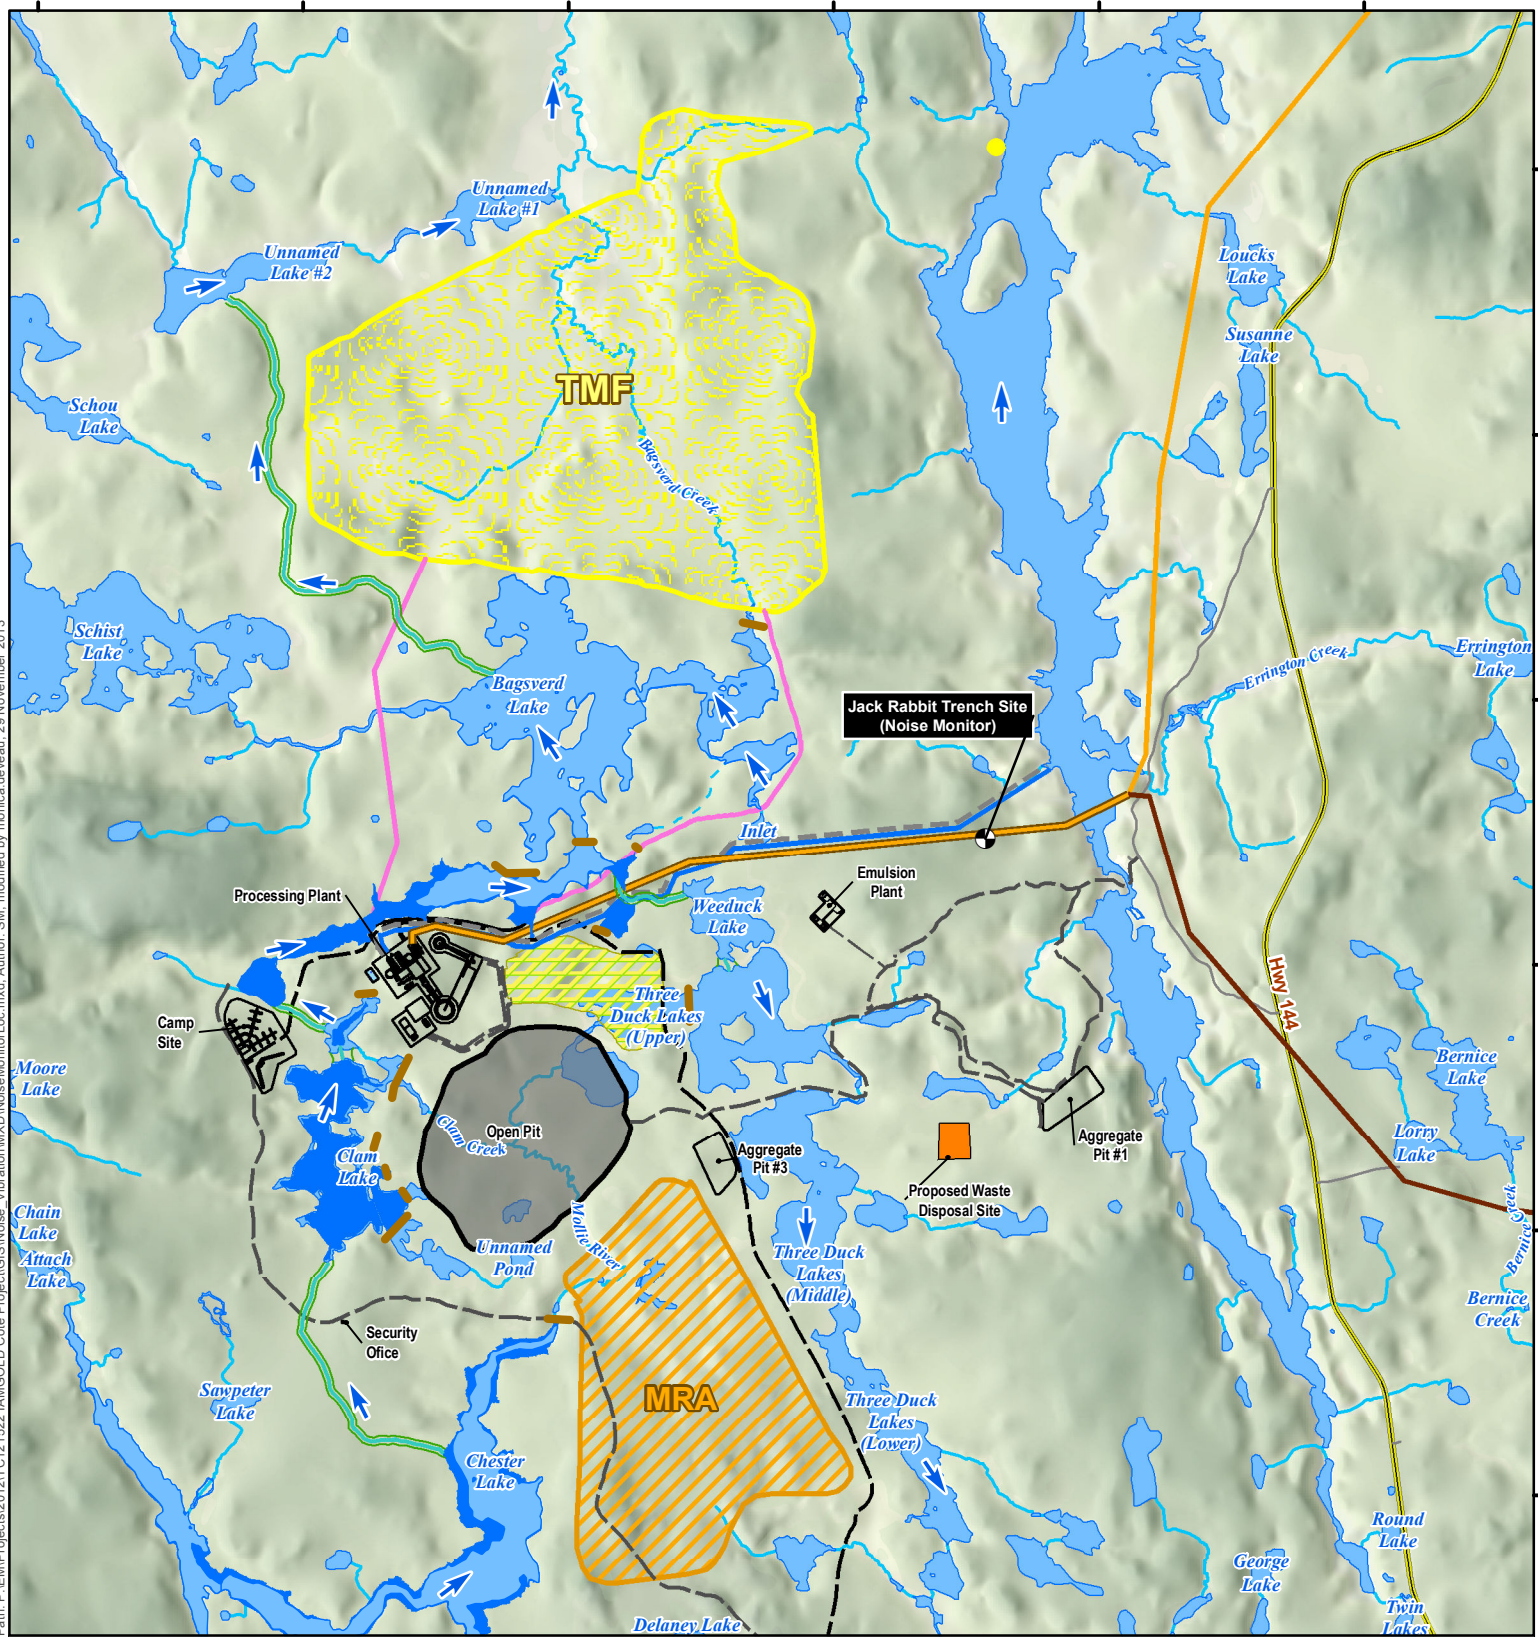 Unnamed
Lake #1
Unnamed
Lake #2
Loucks
Lake
Susanne
Lake
TMF
Schou
Lake
Bagsverd Creek
Schist
Lake
Errington Creek
Errington
Lake
Bagsverd
Lake
Jack Rabbit Trench Site
(Noise Monitor)
Inlet
Processing Plant
Emulsion
Plant
Weeduck
Lake
Hwy 144
Three
Duck Lakes
(Upper)
Camp
Site
Moore
Lake
Bernice
Lake
Clam Creek
Open Pit
Clam
Lake
Aggregate
Pit #3
Aggregate
Pit #1
Lorry
Lake
Proposed Waste
Disposal Site
Chain
Lake
Attach
Lake
Mollie River
Unnamed
Pond
Three Duck
Lakes
(Middle)
Bernice Creek
Bernice
Creek
Security
Ofice
Sawpeter
Lake
MRA
Three Duck
Lakes
(Lower)
Chester
Lake
Round
Lake
George
Lake
Twin
Lakes
Delaney Lake